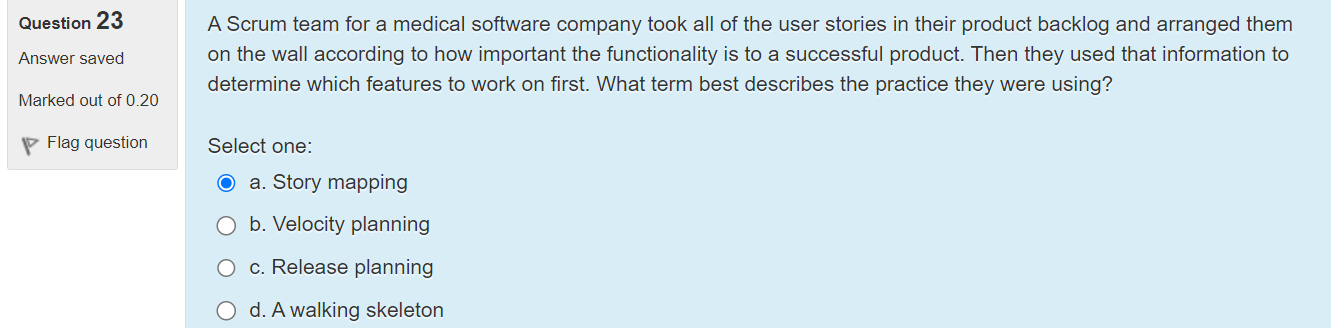 Question 23
Answer saved
Marked out of 0.20
Flag question
A Scrum team for a medical software company took all of the user stories in their product backlog and arranged them
on the wall according to how important the functionality is to a successful product. Then they used that information to
determine which features to work on first. What term best describes the practice they were using?
Select one:
a. Story mapping
b. Velocity planning
c. Release planning
d. A walking skeleton